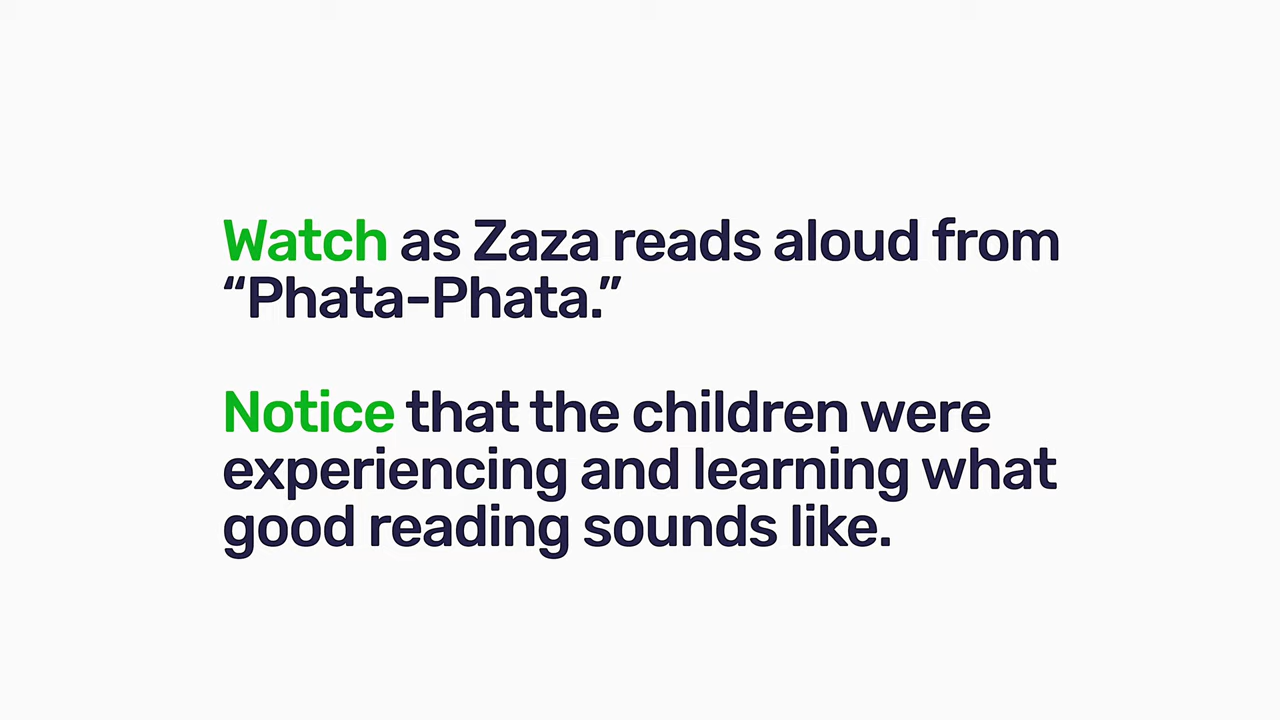 Watch as Zaza reads aloud from
“Phata-Phata.”
Notice that the children were
experiencing and learning what
good reading sounds like.